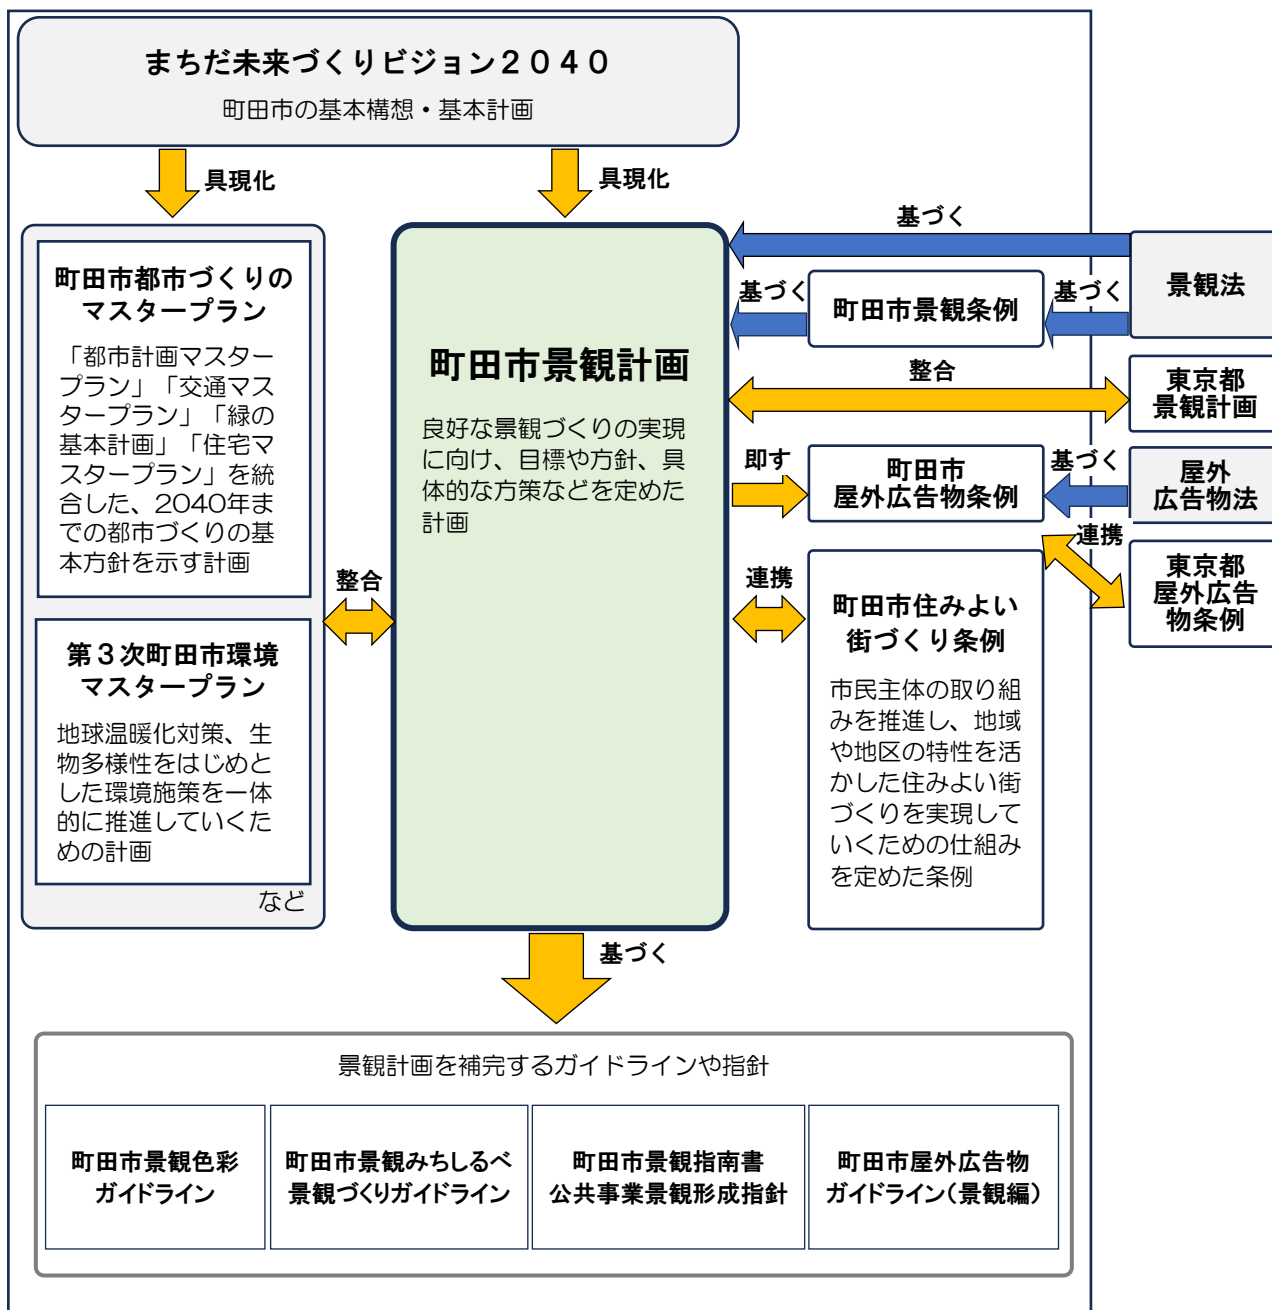 まちだ未来づくりビジョン２０４０
町田市の基本構想・基本計画
具現化
具現化
町田市都市づくりの
マスタープラン
「都市計画マスター
プラン」「交通マス
タープラン」「緑の
基本計画」「住宅マ
スタープラン」を統
合した、2040年ま
での都市づくりの基
本方針を示す計画
第３次町田市環境
マスタープラン
地球温暖化対策、生
物多様性をはじめと
した環境施策を一体
的に推進していくた
めの計画
など
整合
町田市景観計画
良好な景観づくりの実現
に向け、目標や方針、具
体的な方策などを定めた
計画
基づく
基づく
町田市景観条例
基づく
景観法
整合
東京都
景観計画
即す
町田市
屋外広告物条例
基づく
屋外
広告物法
連携
東京都
屋外広告
物条例
連携
町田市住みよい
街づくり条例
市民主体の取り組
みを推進し、地域
や地区の特性を活
かした住みよい街
づくりを実現して
いくための仕組み
を定めた条例
基づく
景観計画を補完するガイドラインや指針
町田市景観色彩
ガイドライン
町田市景観みちしるべ
景観づくりガイドライン
町田市景観指南書
公共事業景観形成指針
町田市屋外広告物
ガイドライン（景観編）